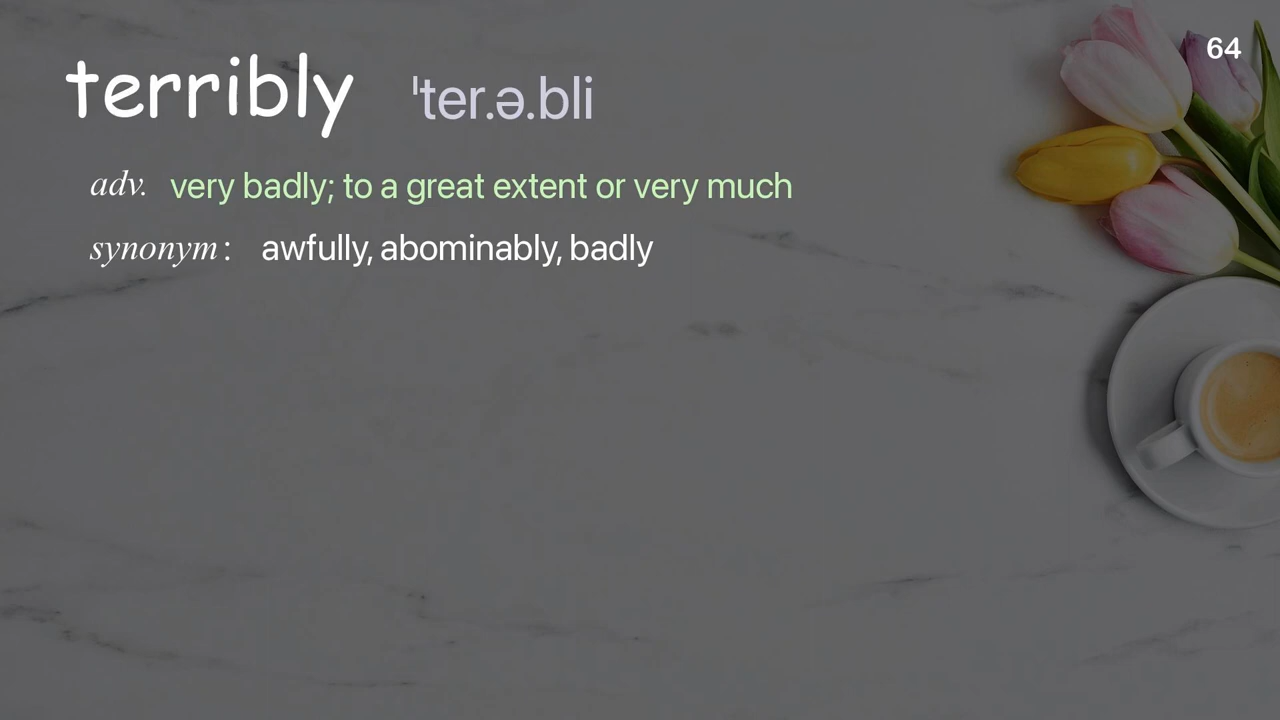 64
terribly ˈter.ə.bli
adv. very badly; to a great extent or very much
synonym : awfully, abominably, badly